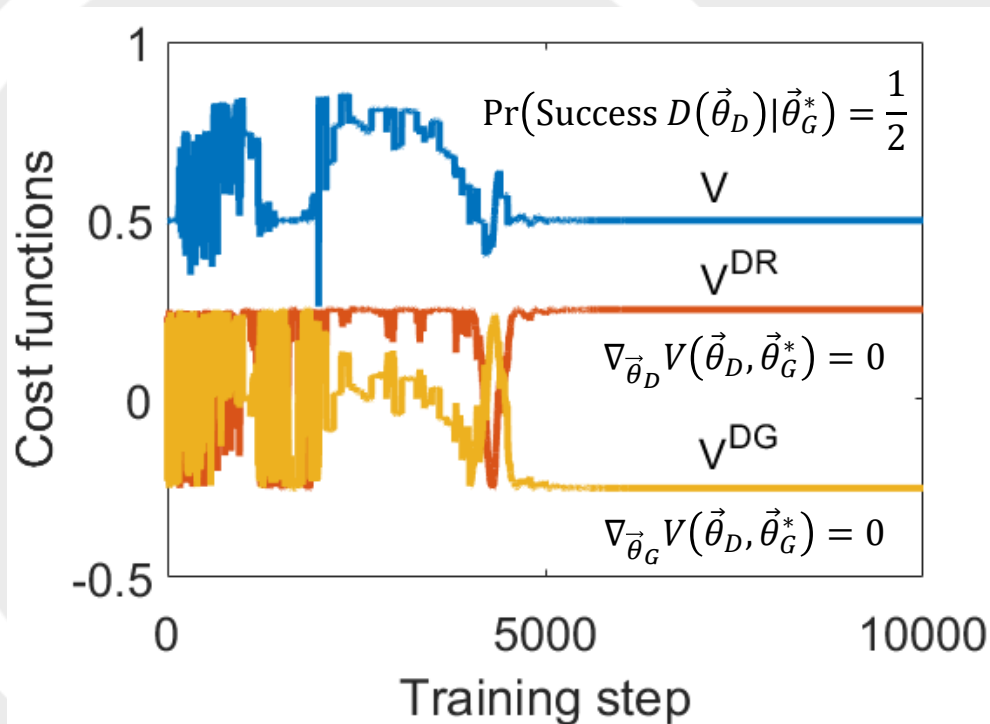 Cost functions
1
0.5
0
-0.5
Pr(Success D(θ⃗_D)|θ⃗*_G) = 1/2
V
V^DR
∇_θ⃗_D V(θ⃗_D, θ⃗*_G) = 0
V^DG
∇_θ⃗_G V(θ⃗_D, θ⃗*_G) = 0
0 5000 10000
Training step